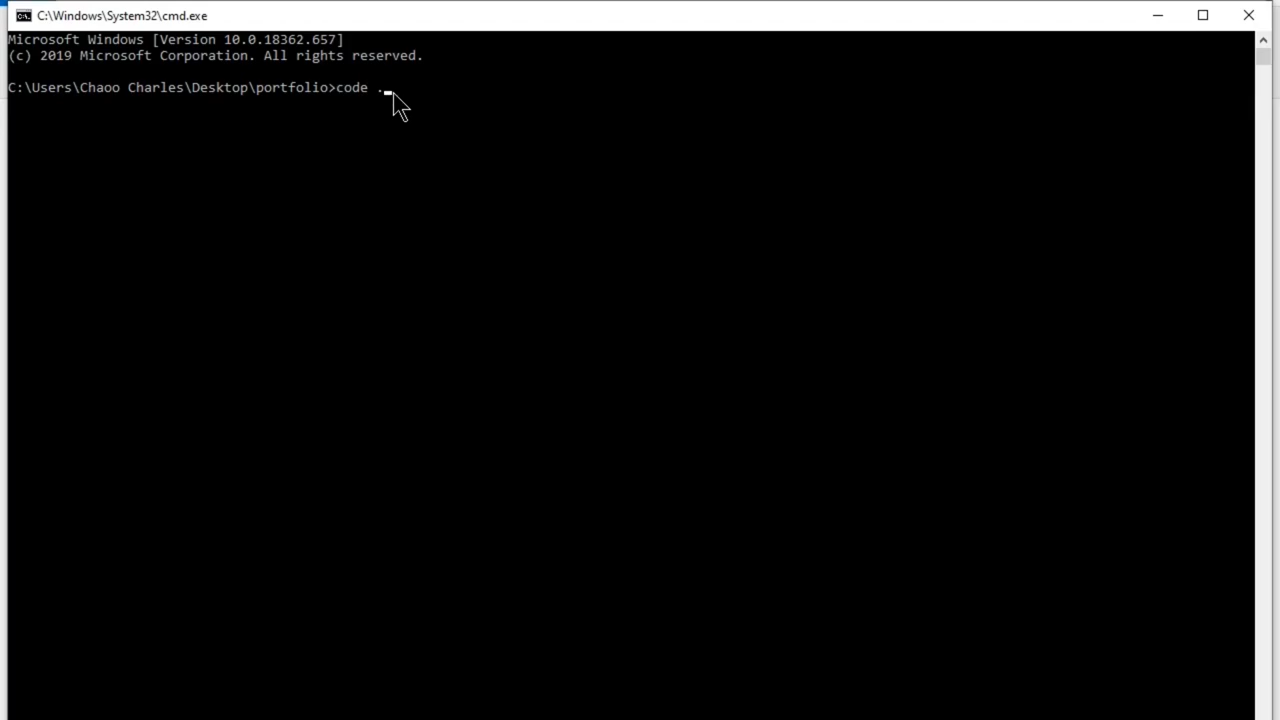 C:\Windows\System32\cmd.exe
Microsoft Windows [Version 10.0.18362.657]
(c) 2019 Microsoft Corporation. All rights reserved.
C:\Users\Chaoo Charles\Desktop\portfolio>code .